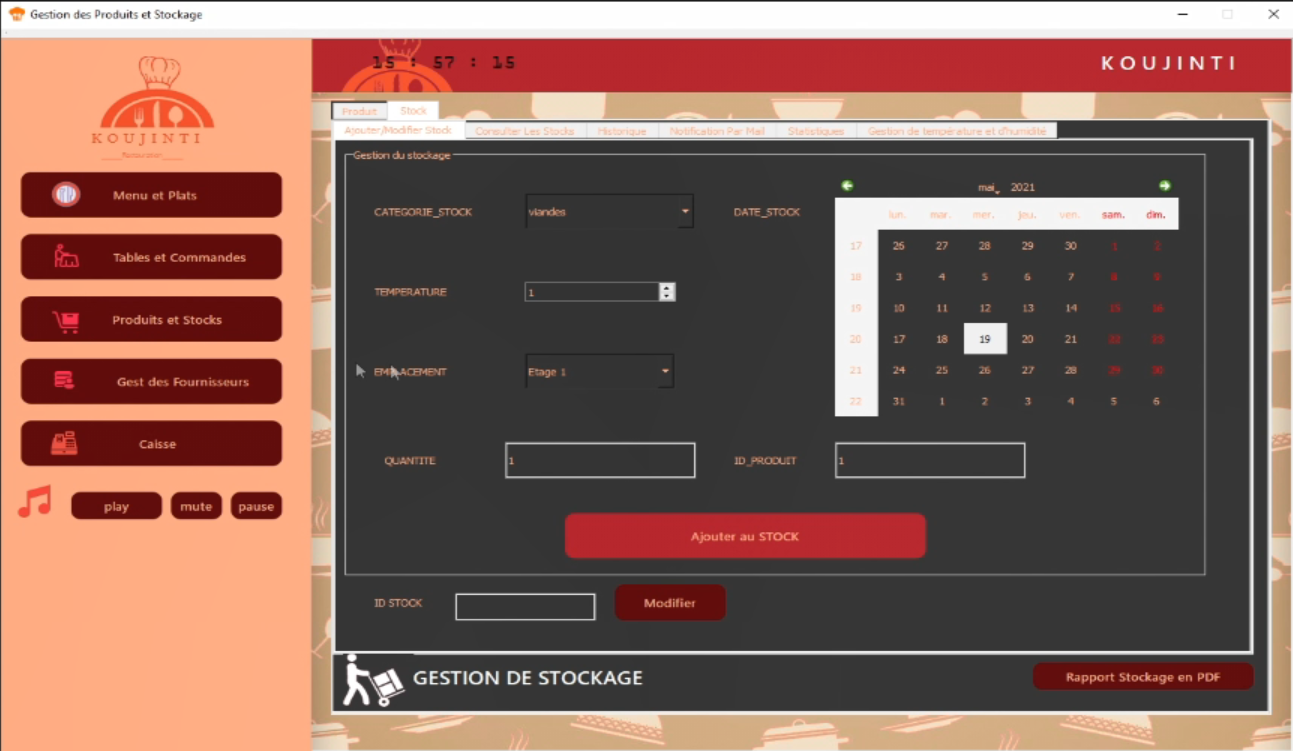 Gestion des Produits et Stockage
KOUJINTI
Restauration
Menu et Plats
Tables et Commandes
Produits et Stocks
Gest des Fournisseurs
Caisse
play mute pause
15 : 57 : 15
KOUJINTI
Produit Stock
Ajouter/Modifier Stock Consulter Les Stocks Historique Notification Par Mail Statistiques Gestion de température et d'humidité
Gestion du stockage
CATEGORIE_STOCK viandes DATE_STOCK
TEMPERATURE 1
EMPLACEMENT Etage 1
mai, 2021
lun. mar. mer. jeu. ven. sam. dim.
17 26 27 28 29 30 1 2
18 3 4 5 6 7 8 9
19 10 11 12 13 14 15 16
20 17 18 19 20 21 22 23
21 24 25 26 27 28 29 30
22 31 1 2 3 4 5 6
QUANTITE 1 ID_PRODUIT 1
Ajouter au STOCK
ID STOCK Modifier
GESTION DE STOCKAGE
Rapport Stockage en PDF